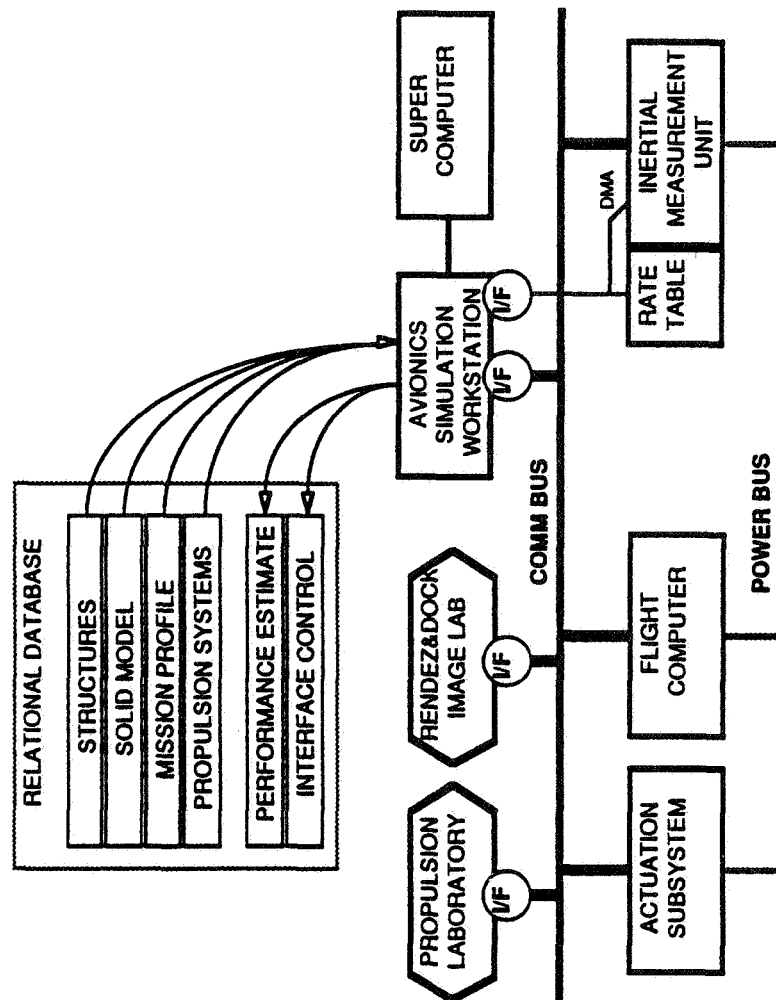 RELATIONAL DATABASE
STRUCTURES
SOLID MODEL
MISSION PROFILE
PROPULSION SYSTEMS
PERFORMANCE ESTIMATE
INTERFACE CONTROL
PROPULSION
LABORATORY
I/F
RENDEZ&DOCK
IMAGE LAB
I/F
AVIONICS
SIMULATION
WORKSTATION
I/F
I/F
SUPER
COMPUTER
COMM BUS
DMA
ACTUATION
SUBSYSTEM
FLIGHT
COMPUTER
RATE
TABLE
INERTIAL
MEASUREMENT
UNIT
POWER BUS